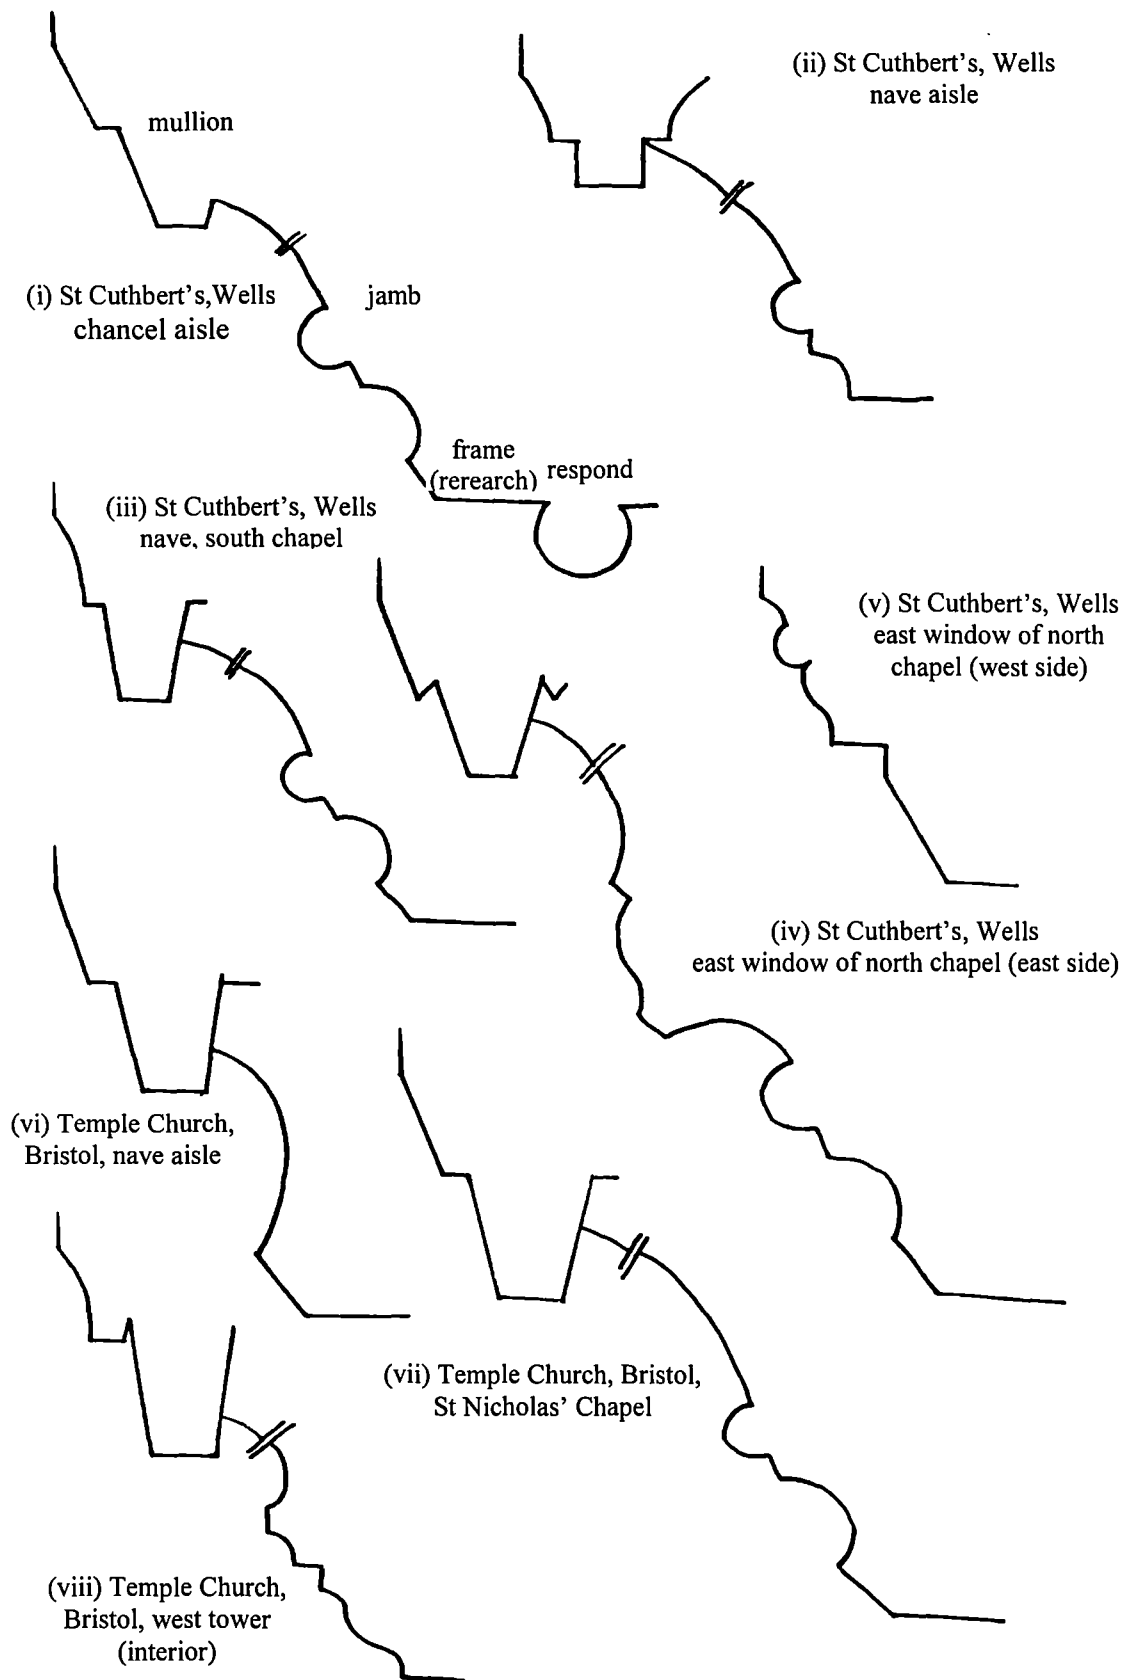 mullion
(ii) St Cuthbert's, Wells
nave aisle
(i) St Cuthbert's,Wells
chancel aisle
jamb
frame
(rerearch)
respond
(iii) St Cuthbert's, Wells
nave, south chapel
(v) St Cuthbert's, Wells
east window of north
chapel (west side)
(iv) St Cuthbert's, Wells
east window of north chapel (east side)
(vi) Temple Church,
Bristol, nave aisle
(vii) Temple Church, Bristol,
St Nicholas' Chapel
(viii) Temple Church,
Bristol, west tower
(interior)